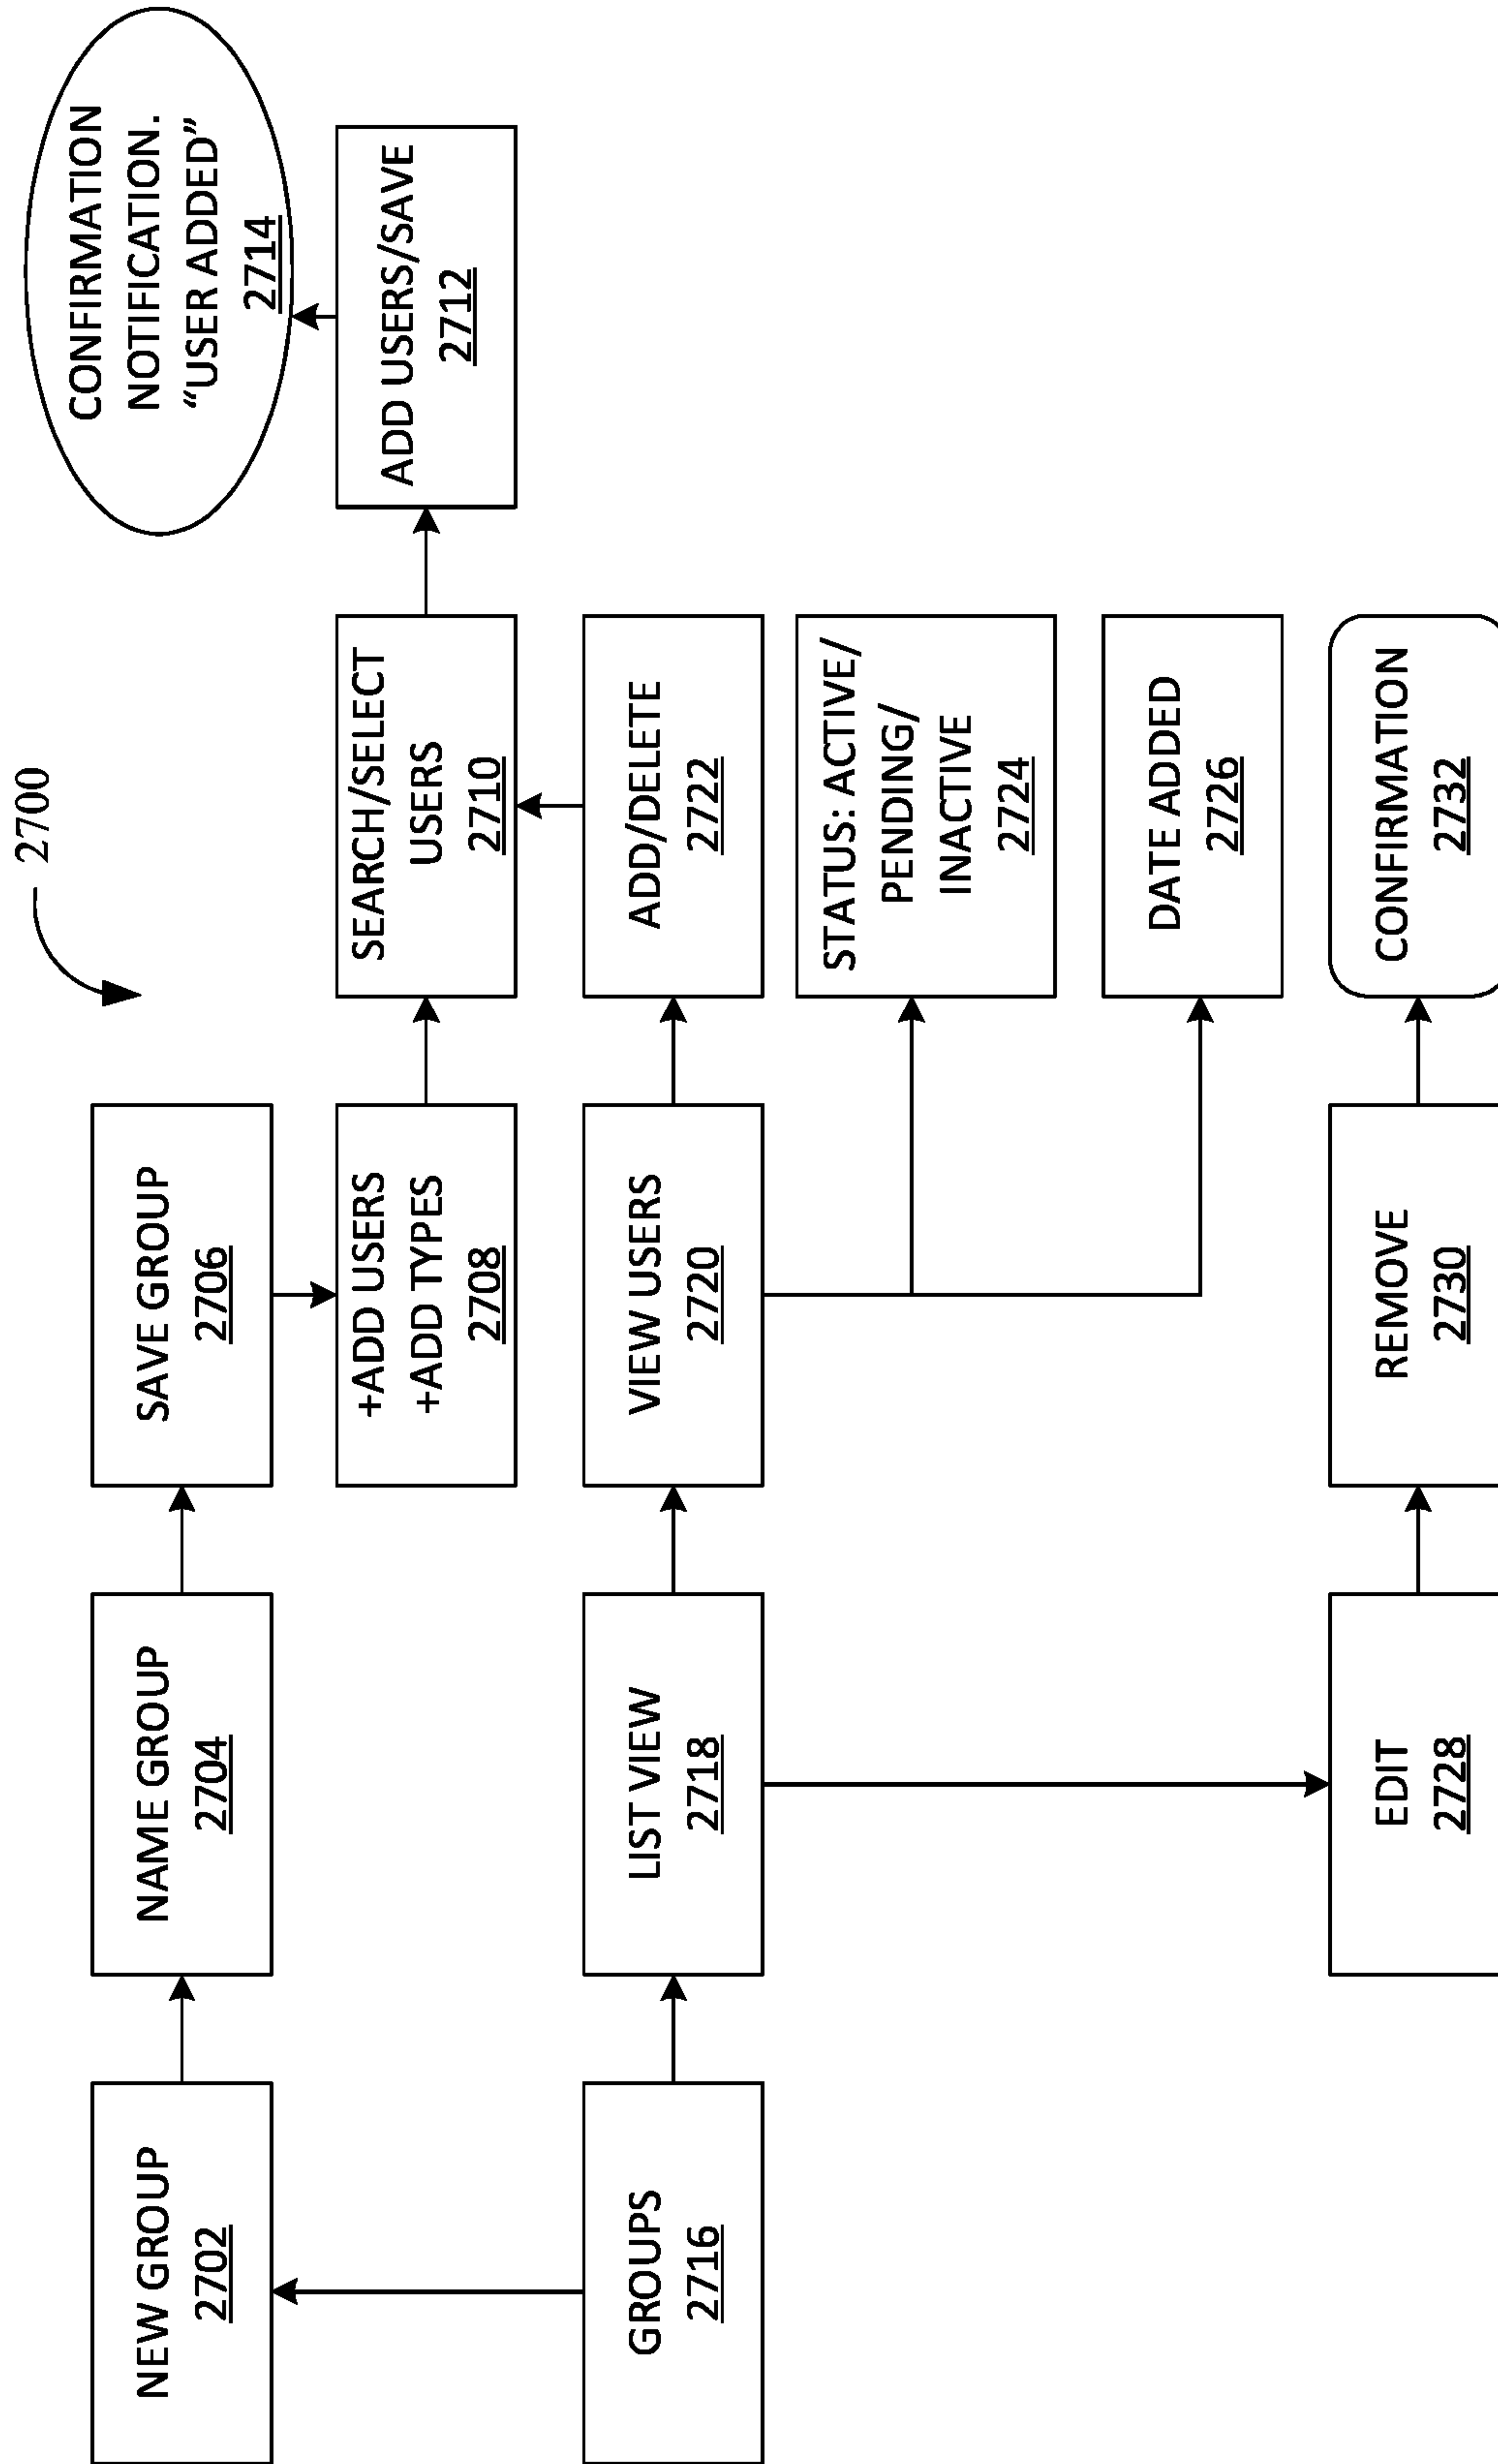 2700
NEW GROUP
2702
NAME GROUP
2704
SAVE GROUP
2706
+ADD USERS
+ADD TYPES
2708
SEARCH/SELECT
USERS
2710
ADD USERS/SAVE
2712
CONFIRMATION
NOTIFICATION.
“USER ADDED”
2714
GROUPS
2716
LIST VIEW
2718
VIEW USERS
2720
ADD/DELETE
2722
STATUS: ACTIVE/
PENDING/
INACTIVE
2724
DATE ADDED
2726
EDIT
2728
REMOVE
2730
CONFIRMATION
2732